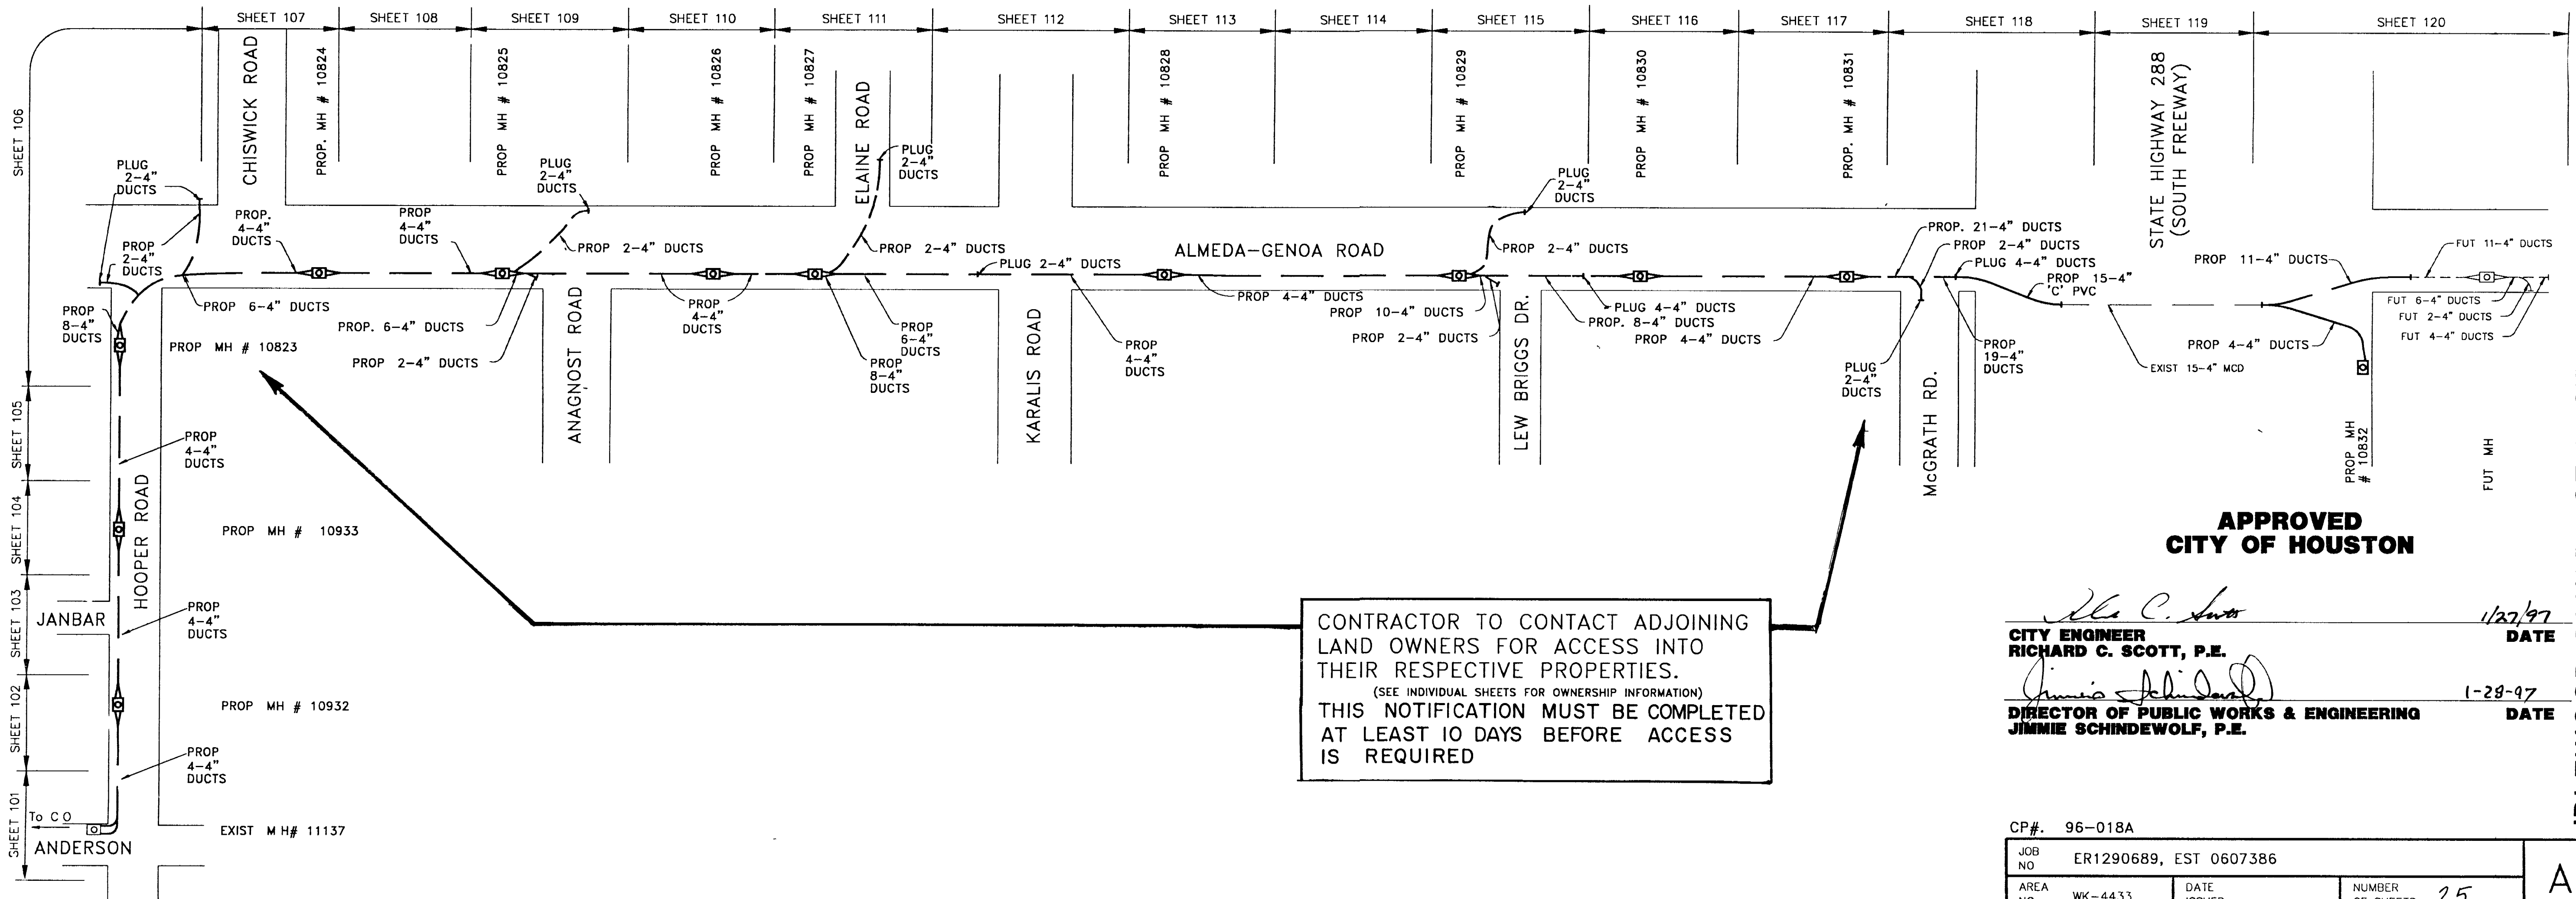 SHEET 107
SHEET 108
SHEET 109
SHEET 110
SHEET 111
SHEET 112
SHEET 113
SHEET 114
SHEET 115
SHEET 116
SHEET 117
SHEET 118
SHEET 119
SHEET 120
SHEET 106
SHEET 105
SHEET 104
SHEET 103
SHEET 102
SHEET 101
CHISWICK ROAD
PROP. MH # 10824
PROP MH # 10825
PROP MH # 10826
PROP MH # 10827
ELAINE ROAD
PROP MH # 10828
PROP MH # 10829
PROP MH # 10830
PROP. MH # 10831
STATE HIGHWAY 288
(SOUTH FREEWAY)
PLUG
2-4"
DUCTS
PROP
2-4"
DUCTS
PROP.
4-4"
DUCTS
PROP
4-4"
DUCTS
PLUG
2-4"
DUCTS
PROP 2-4" DUCTS
PLUG
2-4"
DUCTS
PROP 2-4" DUCTS
PLUG 2-4" DUCTS
ALMEDA-GENOA ROAD
PLUG
2-4"
DUCTS
PROP 2-4" DUCTS
PROP. 21-4" DUCTS
PROP 2-4" DUCTS
PLUG 4-4" DUCTS
PROP 15-4"
'C' PVC
PROP 11-4" DUCTS
FUT 11-4" DUCTS
PROP
8-4"
DUCTS
PROP 6-4" DUCTS
PROP. 6-4" DUCTS
PROP 2-4" DUCTS
PROP
4-4"
DUCTS
PROP
6-4"
DUCTS
PROP
8-4"
DUCTS
PROP
4-4"
DUCTS
PROP 4-4" DUCTS
PROP 10-4" DUCTS
PROP 2-4" DUCTS
PLUG 4-4" DUCTS
PROP. 8-4" DUCTS
PROP 4-4" DUCTS
PLUG
2-4"
DUCTS
PROP
19-4"
DUCTS
EXIST 15-4" MCD
PROP 4-4" DUCTS
FUT 6-4" DUCTS
FUT 2-4" DUCTS
FUT 4-4" DUCTS
PROP MH # 10823
ANAGNOST ROAD
KARALIS ROAD
LEW BRIGGS DR.
McGRATH RD.
PROP MH
# 10832
FUT MH
PROP
4-4"
DUCTS
HOOPER ROAD
PROP MH # 10933
JANBAR
PROP
4-4"
DUCTS
PROP MH # 10932
PROP
4-4"
DUCTS
To C O
EXIST M H# 11137
ANDERSON
CONTRACTOR TO CONTACT ADJOINING
LAND OWNERS FOR ACCESS INTO
THEIR RESPECTIVE PROPERTIES.
(SEE INDIVIDUAL SHEETS FOR OWNERSHIP INFORMATION)
THIS NOTIFICATION MUST BE COMPLETED
AT LEAST 10 DAYS BEFORE ACCESS
IS REQUIRED
APPROVED
CITY OF HOUSTON
1/27/97
CITY ENGINEER DATE
RICHARD C. SCOTT, P.E.
1-28-97
DIRECTOR OF PUBLIC WORKS & ENGINEERING DATE
JIMMIE SCHINDEWOLF, P.E.
CP#. 96-018A
JOB
NO ER1290689, EST 0607386
A
AREA WK-4433
DATE
NUMBER 25